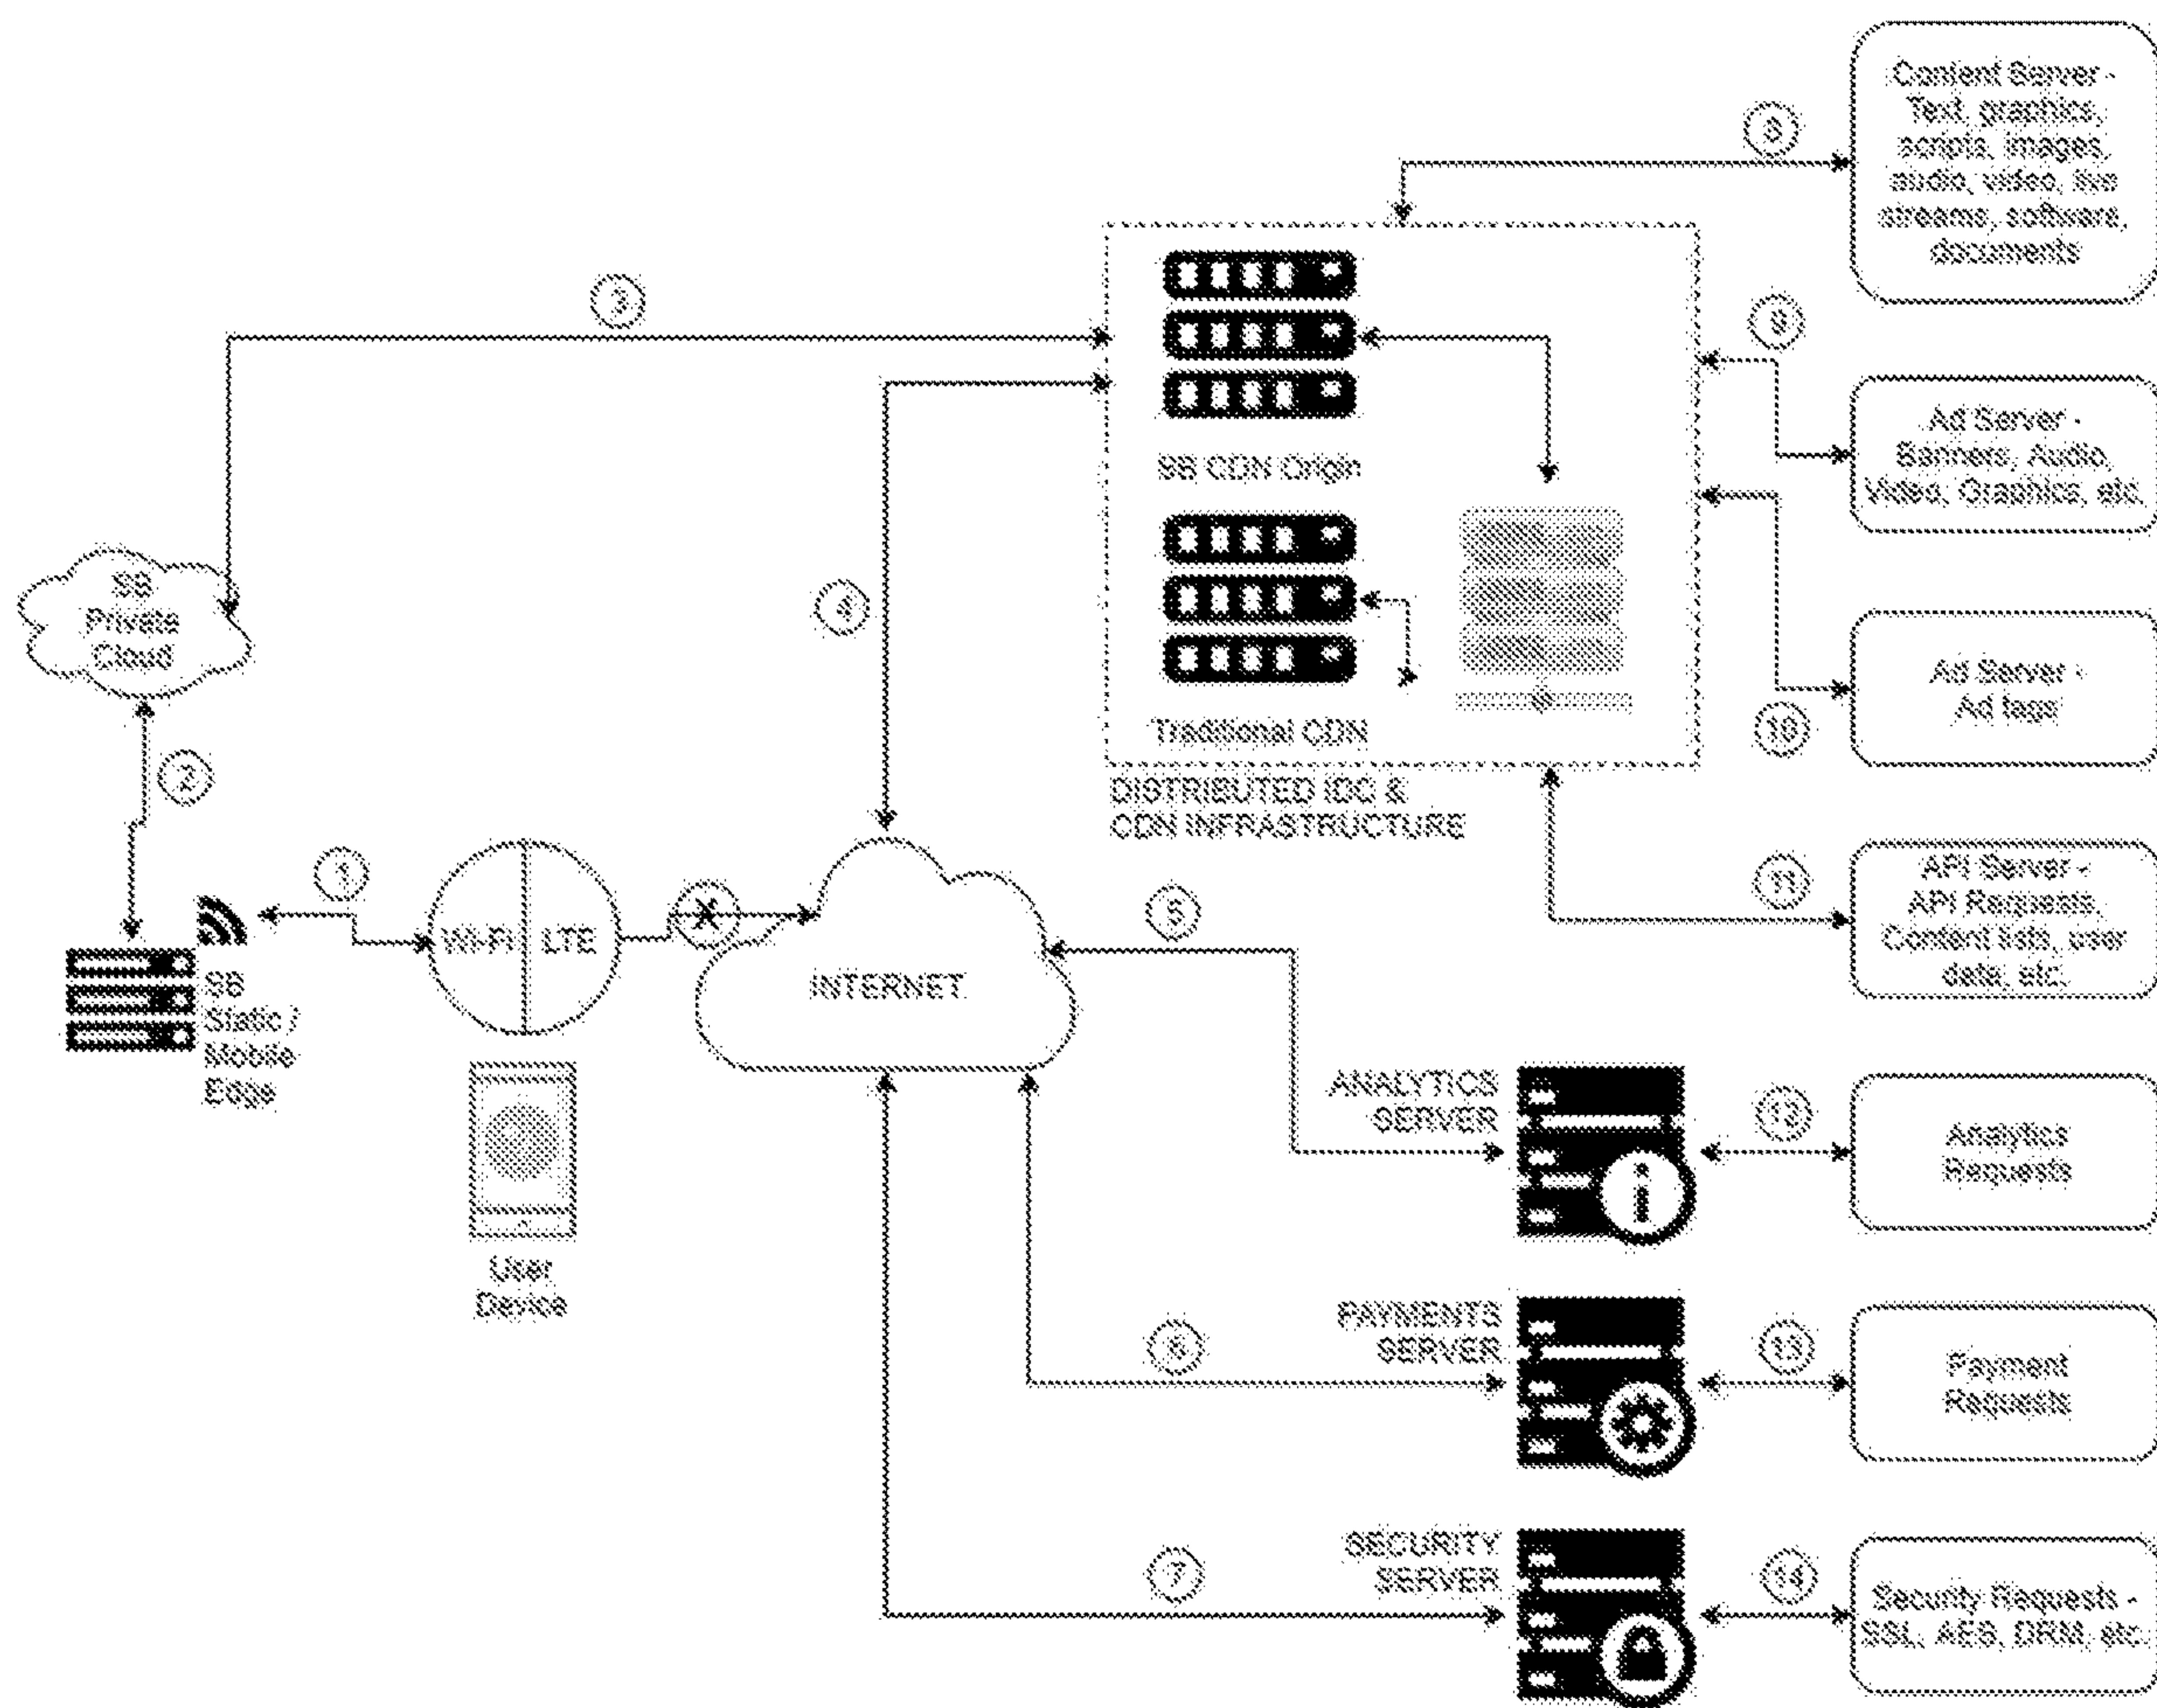 Content Server -
Text, graphics,
scripts, images,
audio, video, live
streams, software,
documents
8
3
9
Ad Server -
Banners, Audio,
Video, Graphics, etc.
SB CDN Origin
SB
Private
Cloud
4
Ad Server -
Ad tags
10
Traditional CDN
2
DISTRIBUTED IDC &
CDN INFRASTRUCTURE
1
X
5
11
API Server -
API Requests,
Content lists, user
data, etc.
WI-FI
LTE
INTERNET
SB
Static /
Mobile
Edge
ANALYTICS
SERVER
12
Analytics
Requests
i
User
Device
6
PAYMENTS
SERVER
13
Payment
Requests
7
SECURITY
SERVER
14
Security Requests -
SSL, AES, DRM, etc.